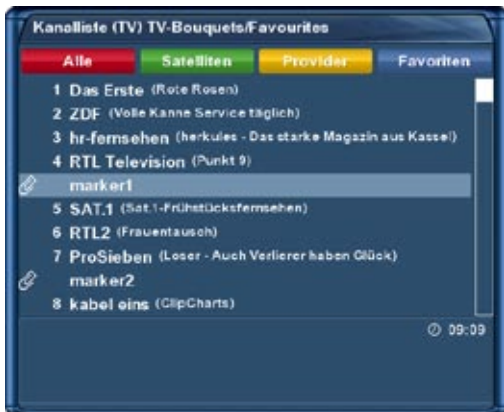 Kanalliste (TV) TV-Bouquets/Favourites
Alle Satelliten Provider Favoriten
1 Das Erste (Rote Rosen)
2 ZDF (Volle Kanne Service täglich)
3 hr-fernsehen (herkules - Das starke Magazin aus Kassel)
4 RTL Television (Punkt 9)
marker1
5 SAT.1 (Sat.1-Frühstücksfernsehen)
6 RTL2 (Frauentausch)
7 ProSieben (Loser - Auch Verlierer haben Glück)
marker2
8 kabel eins (ClipCharts)
09:09